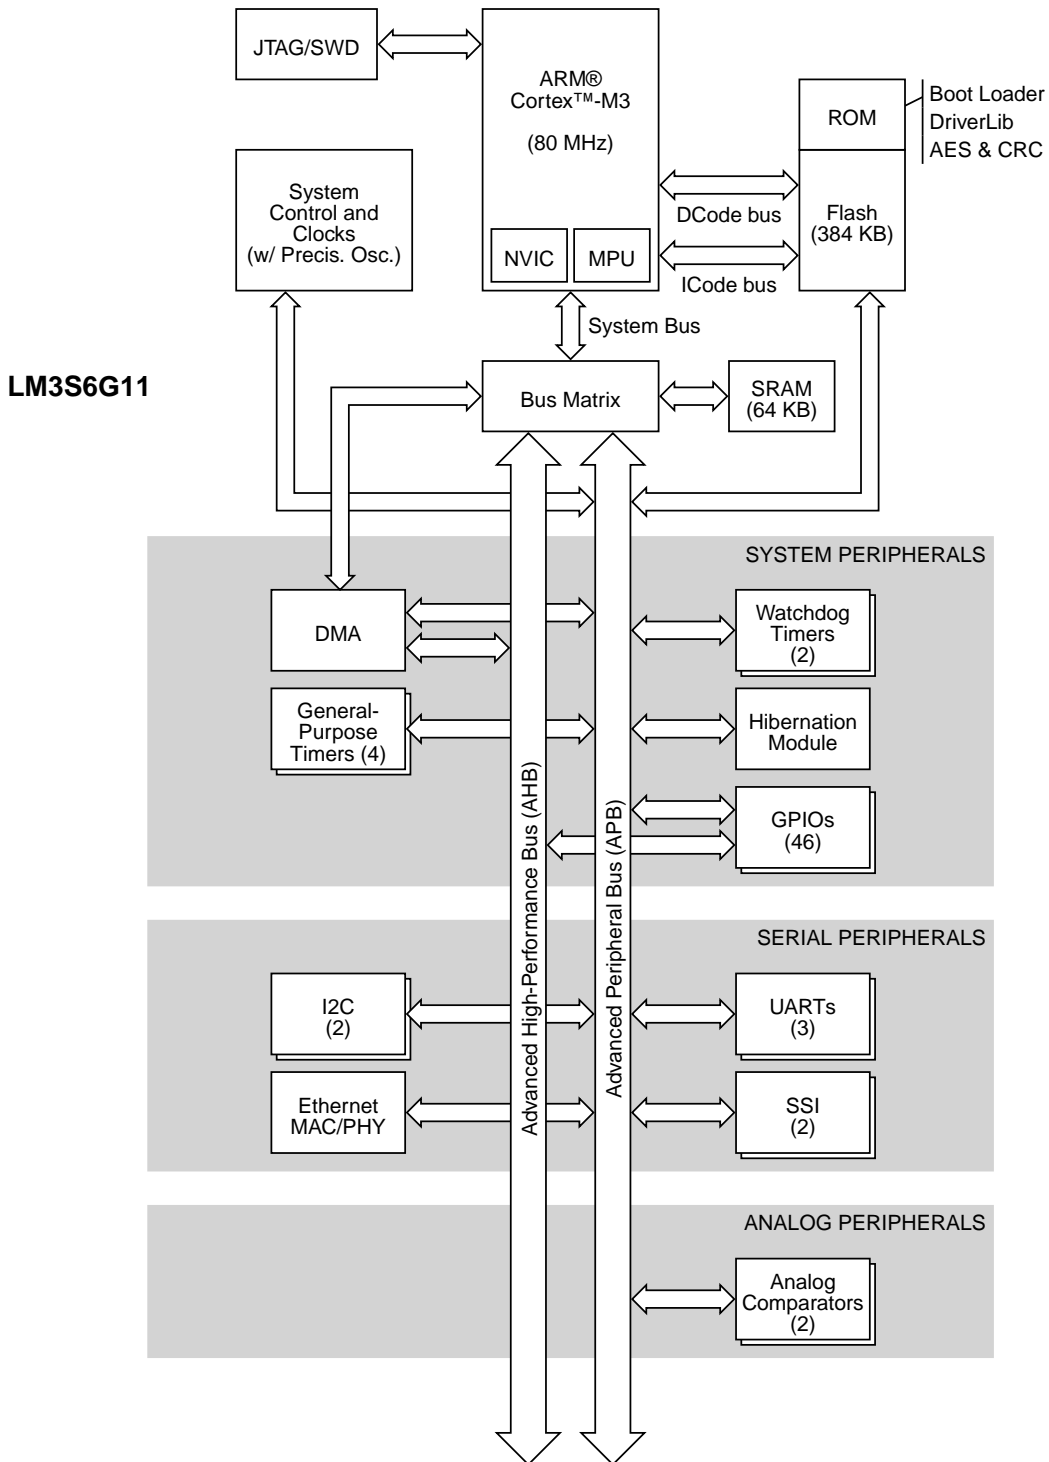 JTAG/SWD
ARM®
Cortex™-M3
(80 MHz)
NVIC
MPU
ROM
Boot Loader
DriverLib
AES & CRC
System
Control and
Clocks
(w/ Precis. Osc.)
DCode bus
Flash
(384 KB)
ICode bus
System Bus
LM3S6G11
Bus Matrix
SRAM
(64 KB)
SYSTEM PERIPHERALS
DMA
Watchdog
Timers
(2)
General-
Purpose
Timers (4)
Hibernation
Module
GPIOs
(46)
Advanced High-Performance Bus (AHB)
Advanced Peripheral Bus (APB)
SERIAL PERIPHERALS
I2C
(2)
UARTs
(3)
Ethernet
MAC/PHY
SSI
(2)
ANALOG PERIPHERALS
Analog
Comparators
(2)